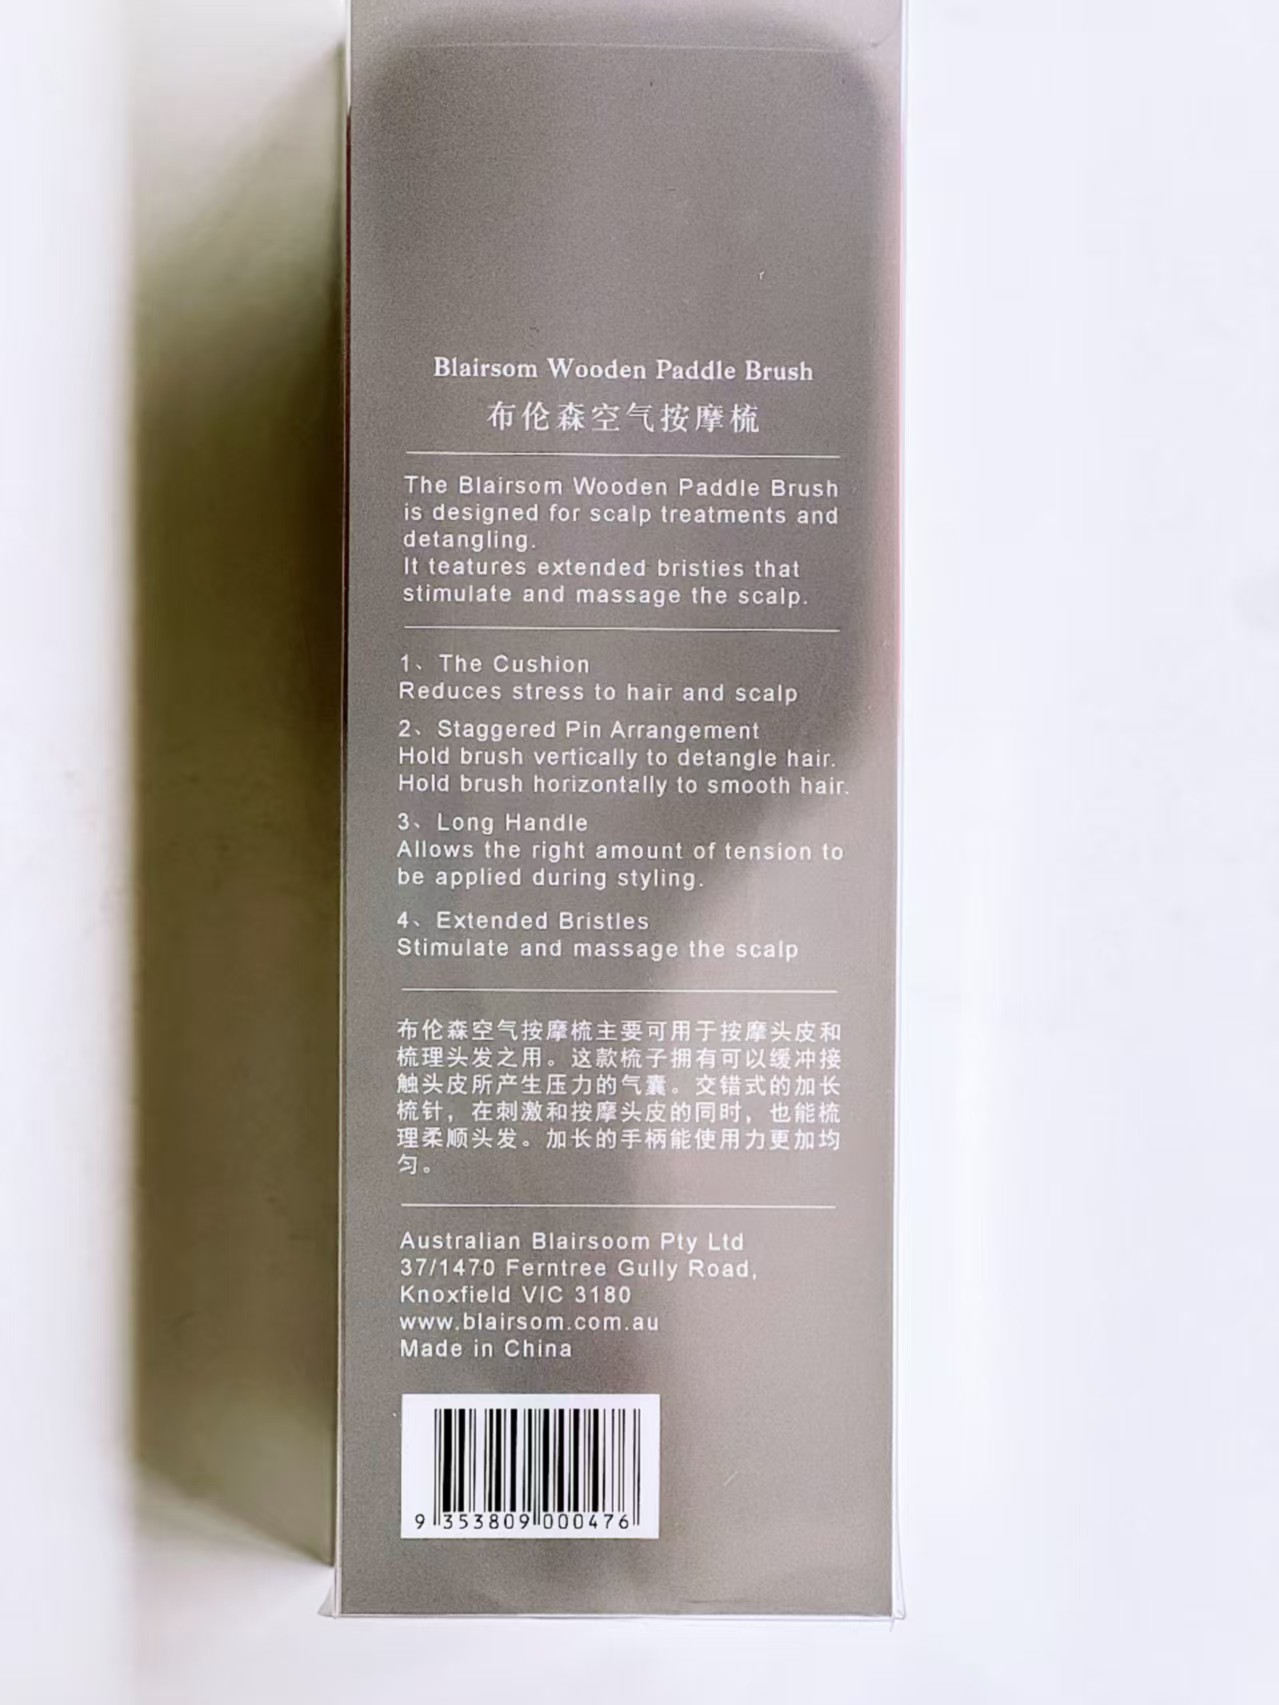 Blairsom Wooden Paddle Brush
布伦森空气按摩梳
The Blairsom Wooden Paddle Brush
is designed for scalp treatments and
detangling.
It teatures extended bristies that
stimulate and massage the scalp.
1、The Cushion
Reduces stress to hair and scalp
2、Staggered Pin Arrangement
Hold brush vertically to detangle hair.
Hold brush horizontally to smooth hair.
3、Long Handle
Allows the right amount of tension to
be applied during styling.
4、Extended Bristles
Stimulate and massage the scalp
布伦森空气按摩梳主要可用于按摩头皮和
梳理头发之用。这款梳子拥有可以缓冲接
触头皮所产生压力的气囊。交错式的加长
梳针，在刺激和按摩头皮的同时，也能梳
理柔顺头发。加长的手柄能使用力更加均
匀。
Australian Blairsoom Pty Ltd
37/1470 Ferntree Gully Road,
Knoxfield VIC 3180
www.blairsom.com.au
Made in China
9 353809 000476